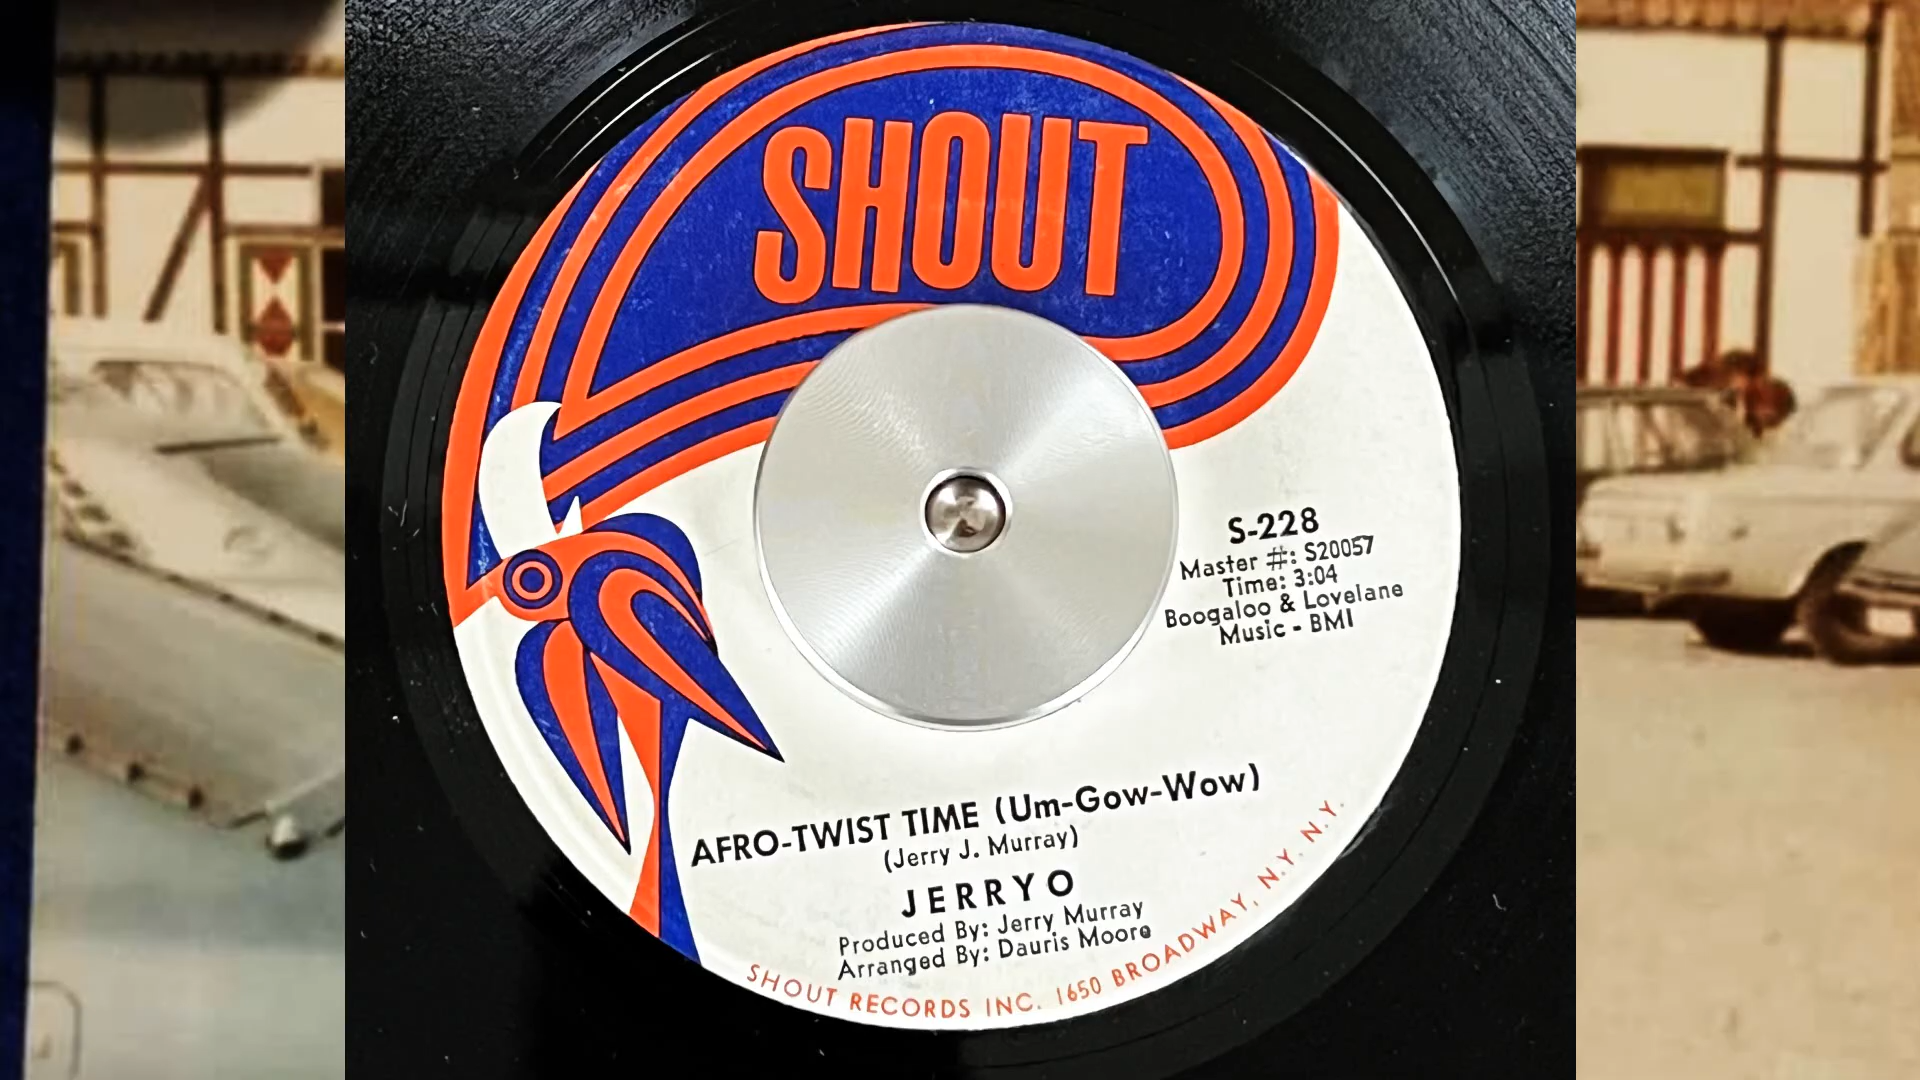 SHOUT
S-228
Master #: S20057
Time: 3:04
Boogaloo & Lovelane
Music - BMI
AFRO-TWIST TIME (Um-Gow-Wow)
(Jerry J. Murray)
JERRYO
Produced By: Jerry Murray
Arranged By: Dauris Moore
SHOUT RECORDS INC. 1650 BROADWAY, N.Y. N.Y.